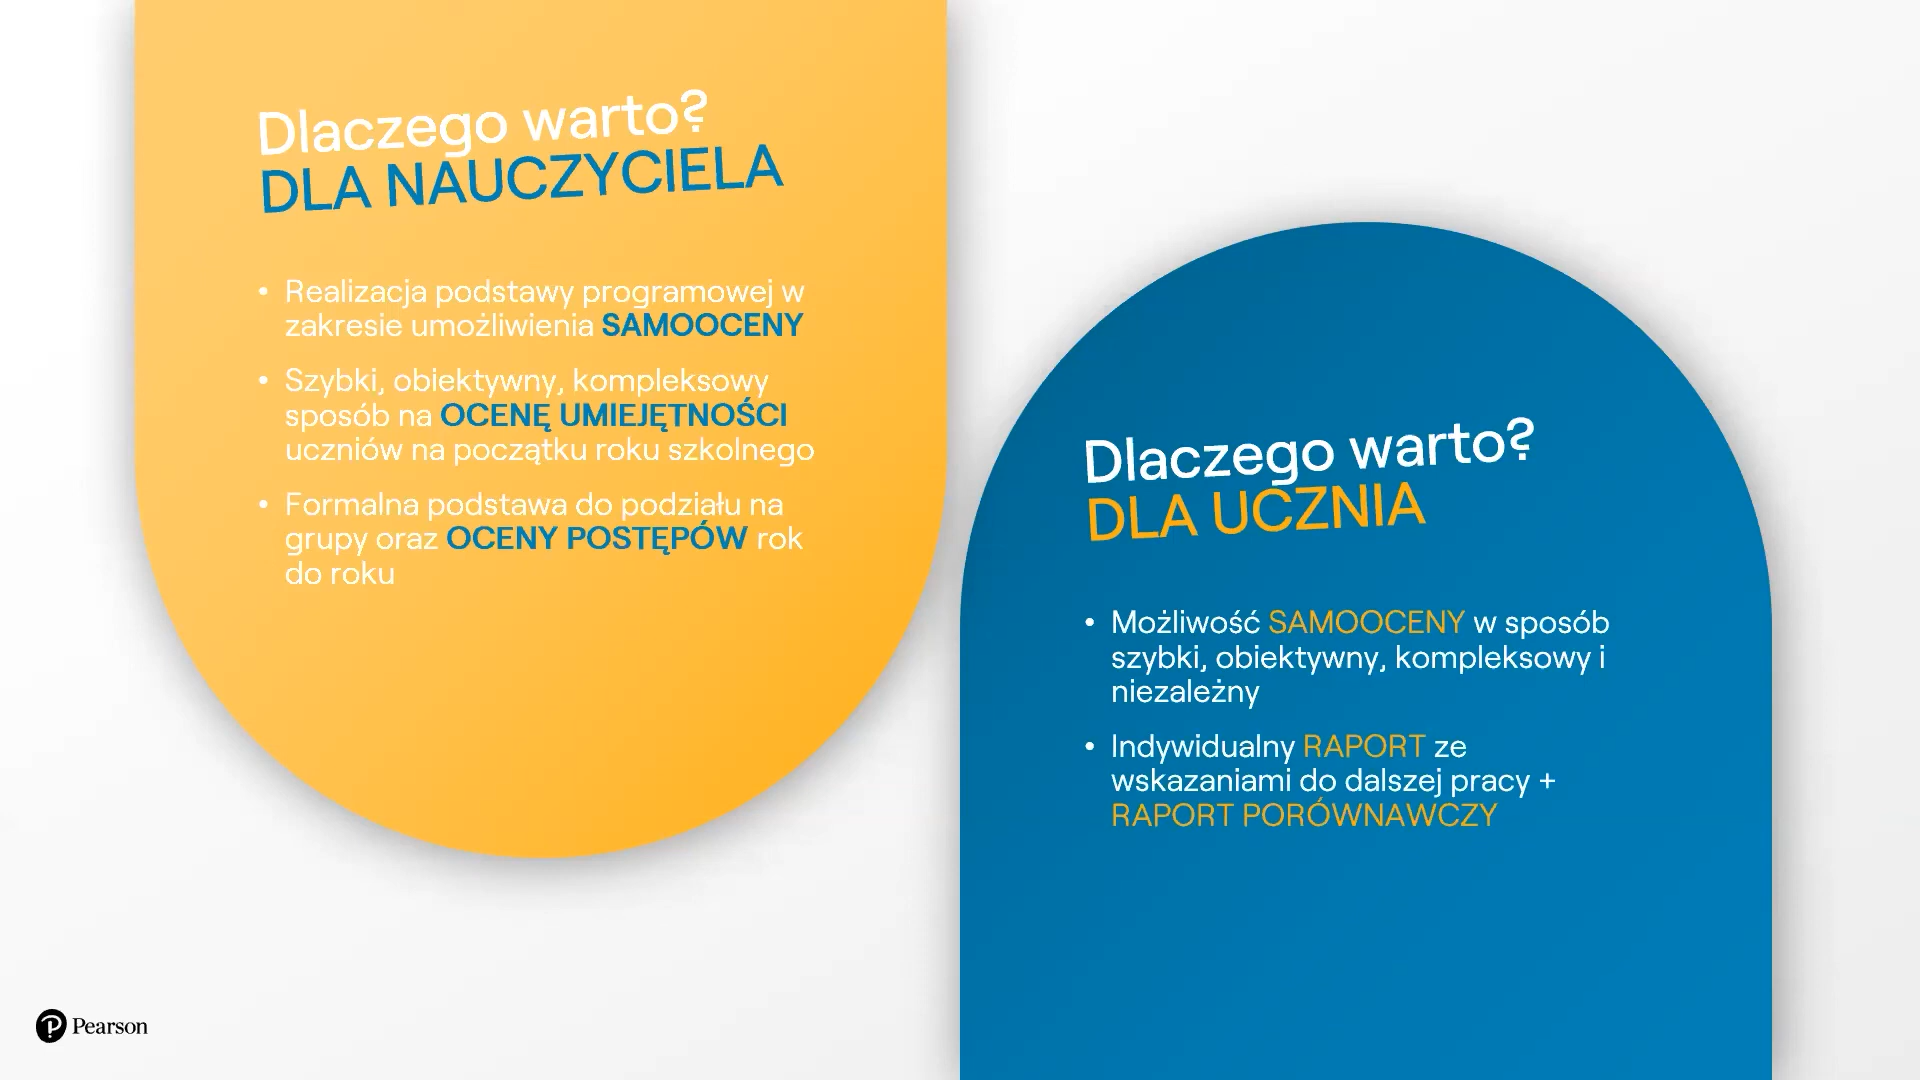 Dlaczego warto?
DLA NAUCZYCIELA
• Realizacja podstawy programowej w
zakresie umożliwienia SAMOOCENY
• Szybki, obiektywny, kompleksowy
sposób na OCENĘ UMIEJĘTNOŚCI
uczniów na początku roku szkolnego
• Formalna podstawa do podziału na
grupy oraz OCENY POSTĘPÓW rok
do roku
Dlaczego warto?
DLA UCZNIA
• Możliwość SAMOOCENY w sposób
szybki, obiektywny, kompleksowy i
niezależny
• Indywidualny RAPORT ze
wskazaniami do dalszej pracy +
RAPORT PORÓWNAWCZY
Pearson